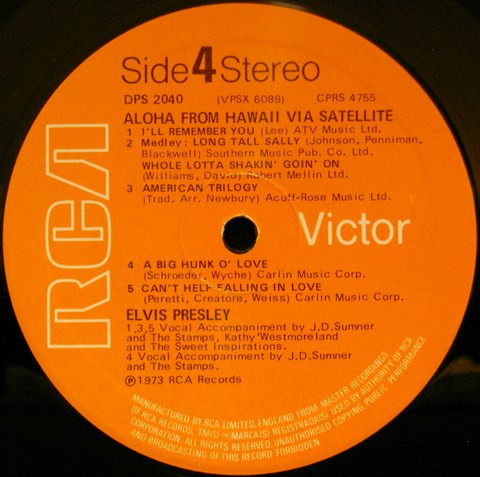 RCA
Side 4 Stereo
DPS 2040 (VPSX 6089) CPRS 4755
ALOHA FROM HAWAII VIA SATELLITE
1 I'LL REMEMBER YOU (Lee) ATV Music Ltd.
2 Medley: LONG TALL SALLY (Johnson, Penniman,
Blackwell) Southern Music Pub. Co. Ltd.
WHOLE LOTTA SHAKIN' GOIN' ON
(Williams, David) Robert Mellin Ltd.
3 AMERICAN TRILOGY
(Trad. Arr. Newbury) Acuff-Rose Music Ltd.
Victor
4 A BIG HUNK O' LOVE
(Schroeder, Wyche) Carlin Music Corp.
5 CAN'T HELP FALLING IN LOVE
(Peretti, Creatore, Weiss) Carlin Music Corp.
ELVIS PRESLEY
1,3,5 Vocal Accompaniment by J.D.Sumner
and The Stamps, Kathy Westmoreland
and The Sweet Inspirations.
4 Vocal Accompaniment by J.D.Sumner
and The Stamps.
Ⓟ1973 RCA Records
MANUFACTURED BY RCA LIMITED, ENGLAND FROM MASTER RECORDINGS
OF RCA RECORDS, TM(S) ® MARCA(S) REGISTRADA(S) USED BY AUTHORITY OF RCA
CORPORATION. ALL RIGHTS RESERVED. UNAUTHORISED COPYING, PUBLIC PERFORMANCE
AND BROADCASTING OF THIS RECORD FORBIDDEN